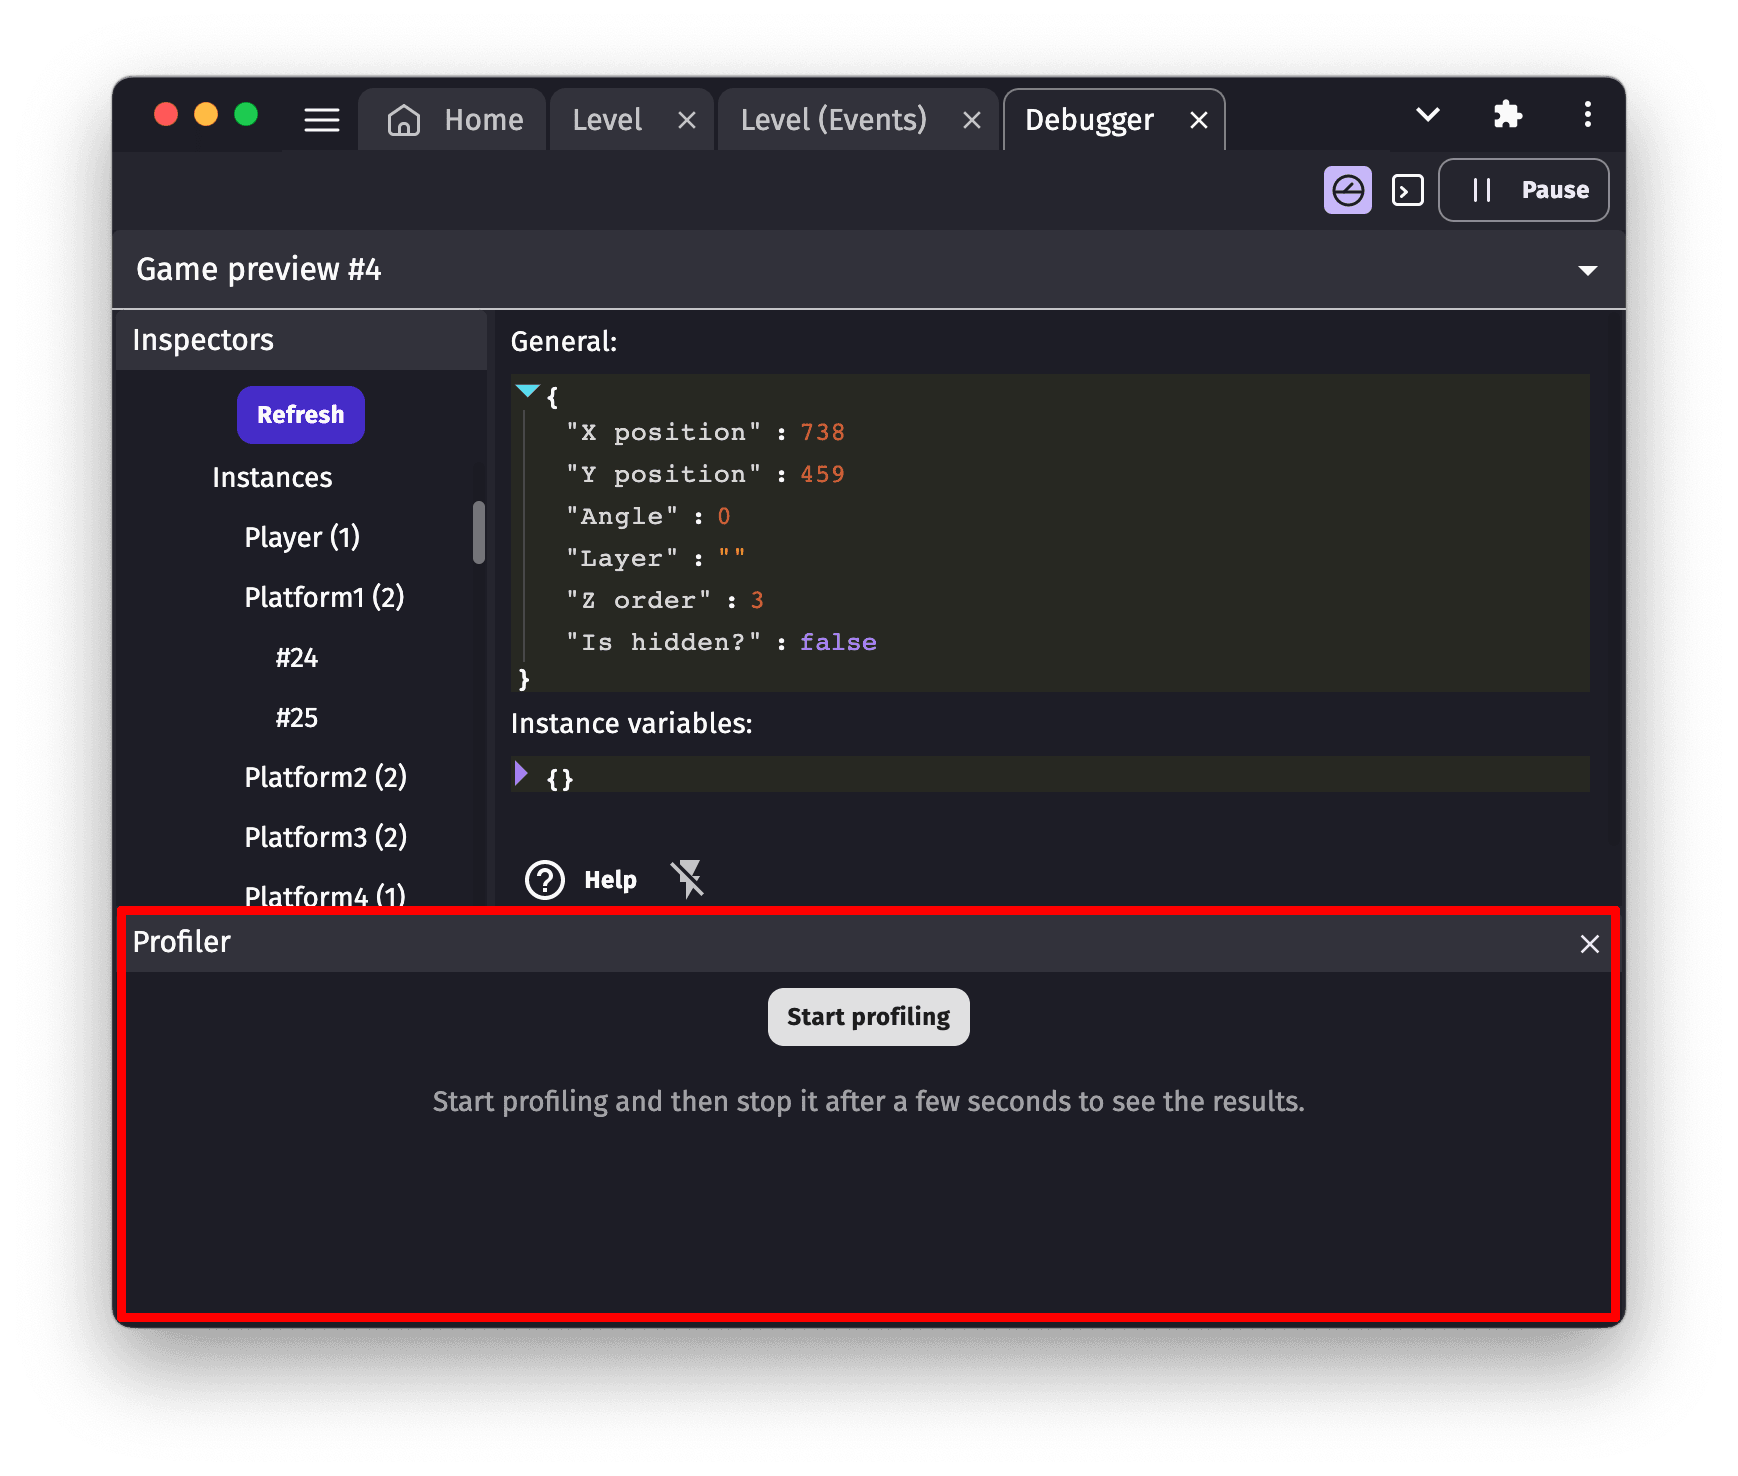 Home
Level
Level (Events)
Debugger
Pause
Game preview #4
Inspectors
Refresh
Instances
Player (1)
Platform1 (2)
#24
#25
Platform2 (2)
Platform3 (2)
Platform4 (1)
General:
{
"X position" : 738
"Y position" : 459
"Angle" : 0
"Layer" : ""
"Z order" : 3
"Is hidden?" : false
}
Instance variables:
{}
Help
Profiler
Start profiling
Start profiling and then stop it after a few seconds to see the results.